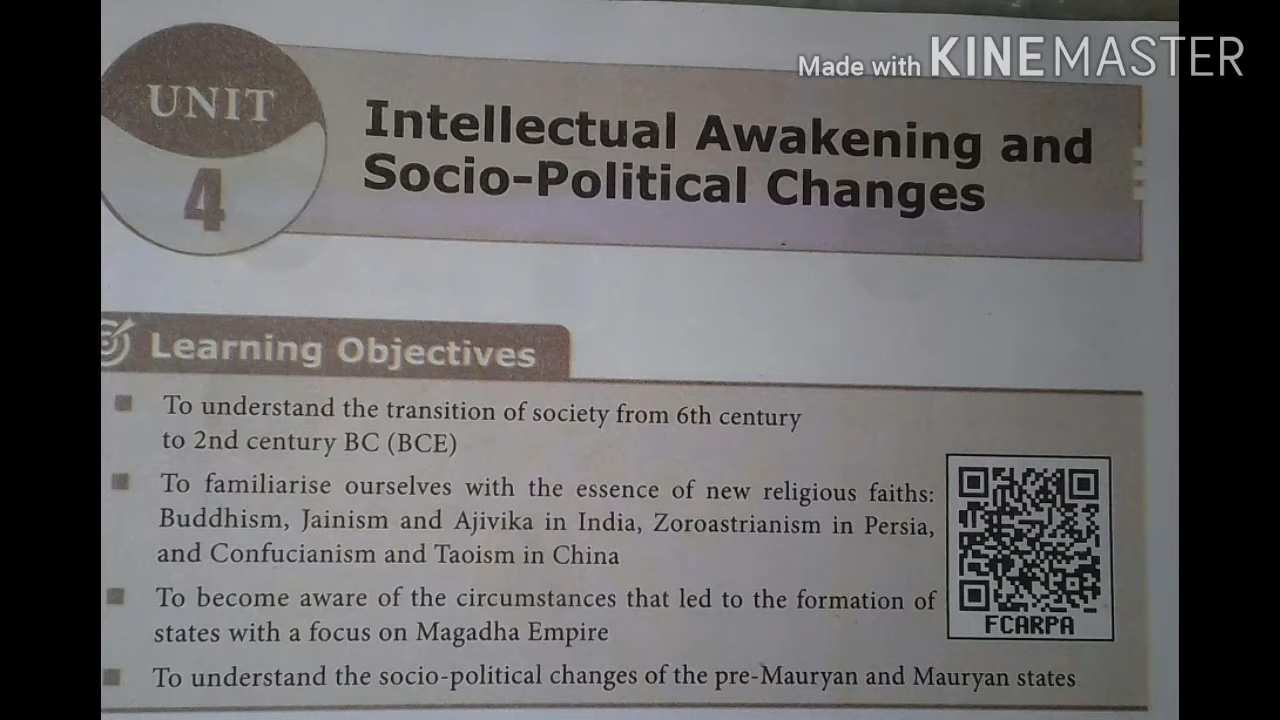 Made with KINEMASTER
UNIT
4
Intellectual Awakening and
Socio-Political Changes
Learning Objectives
To understand the transition of society from 6th century
to 2nd century BC (BCE)
To familiarise ourselves with the essence of new religious faiths:
Buddhism, Jainism and Ajivika in India, Zoroastrianism in Persia,
and Confucianism and Taoism in China
To become aware of the circumstances that led to the formation of
states with a focus on Magadha Empire
To understand the socio-political changes of the pre-Mauryan and Mauryan states
FCARPA